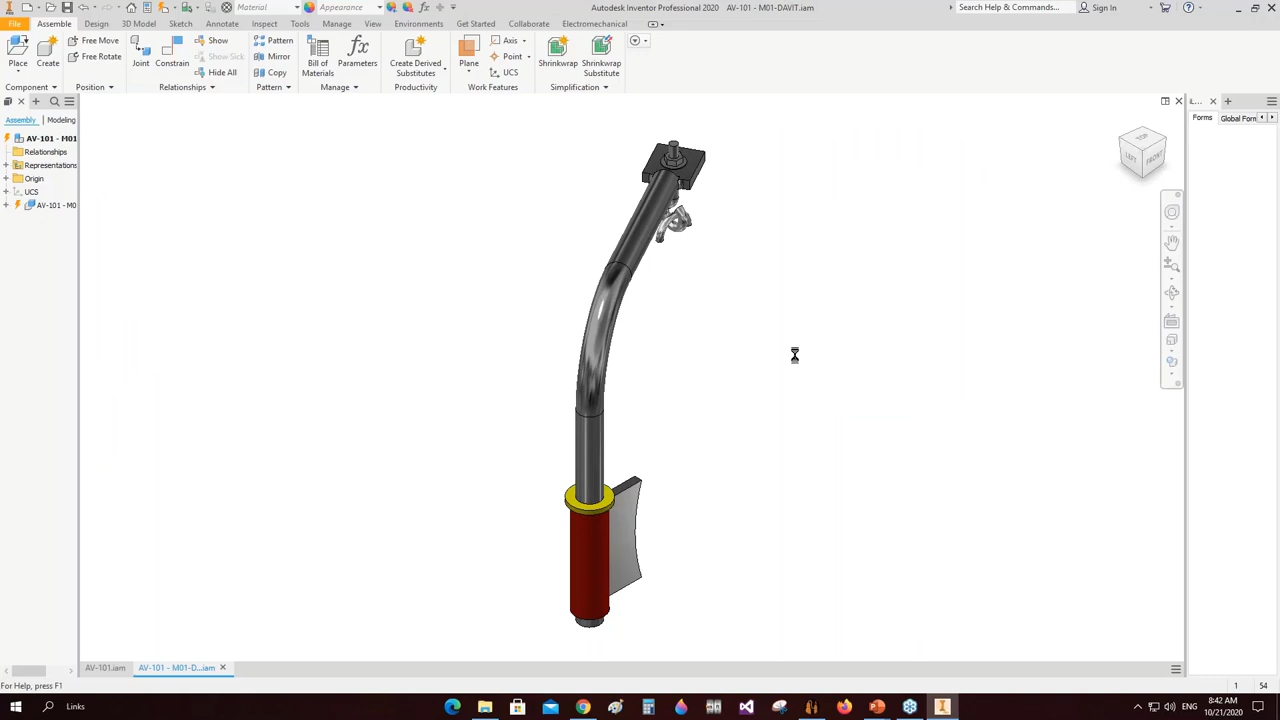 Material
Appearance
Autodesk Inventor Professional 2020 AV-101 - M01-DAVIT.iam
Search Help & Commands...
Sign In
File Assemble Design 3D Model Sketch Annotate Inspect Tools Manage View Environments Get Started Collaborate Electromechanical
Place
Create
Free Move
Free Rotate
Joint
Constrain
Show
Show Sick
Hide All
Pattern
Mirror
Copy
Bill of
Materials
Parameters
Create Derived
Substitutes
Plane
Axis
Point
UCS
Shrinkwrap
Shrinkwrap
Substitute
Component Position Relationships Pattern Manage Productivity Work Features Simplification
Assembly Modeling
AV-101 - M01
Relationships
Representations
Origin
UCS
AV-101 - M0
L...
Forms Global Forn
TOP
LEFT
FRONT
AV-101.iam AV-101 - M01-D...iam
For Help, press F1
1 54
Links
8:42 AM
10/21/2020